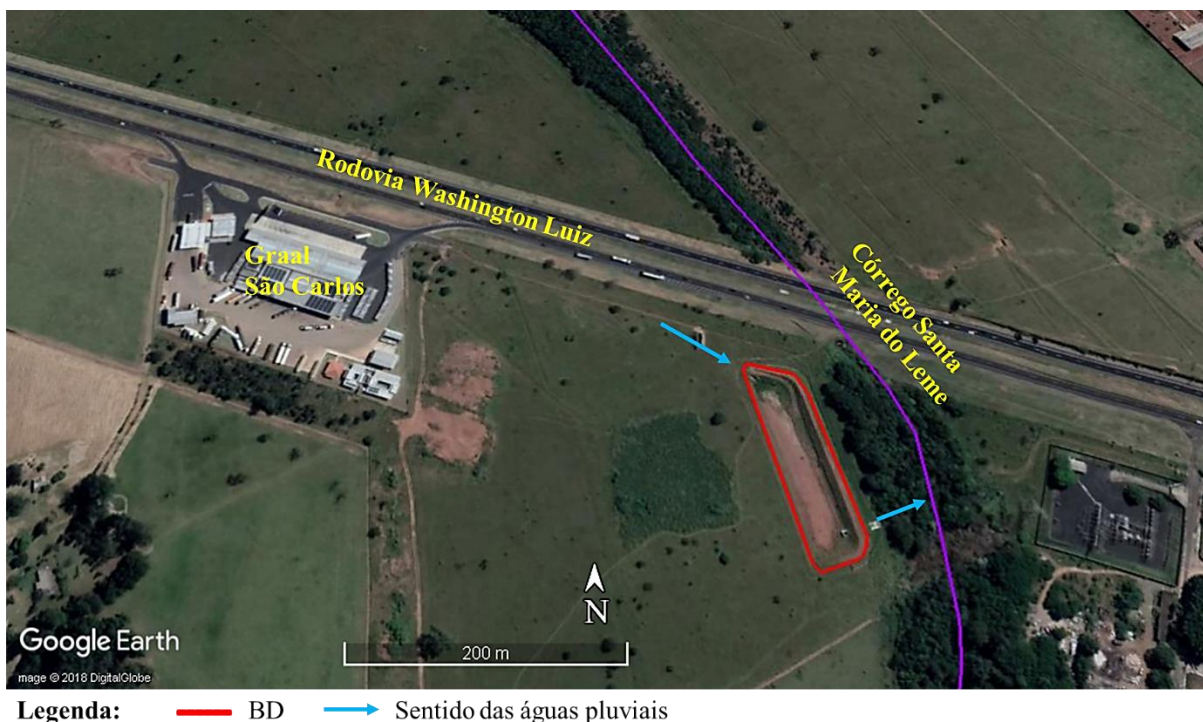 Rodovia Washington Luiz
Graal
São Carlos
Córrego Santa
Maria do Leme
N
Google Earth
200 m
mage © 2018 DigitalGlobe
Legenda: BD Sentido das águas pluviais